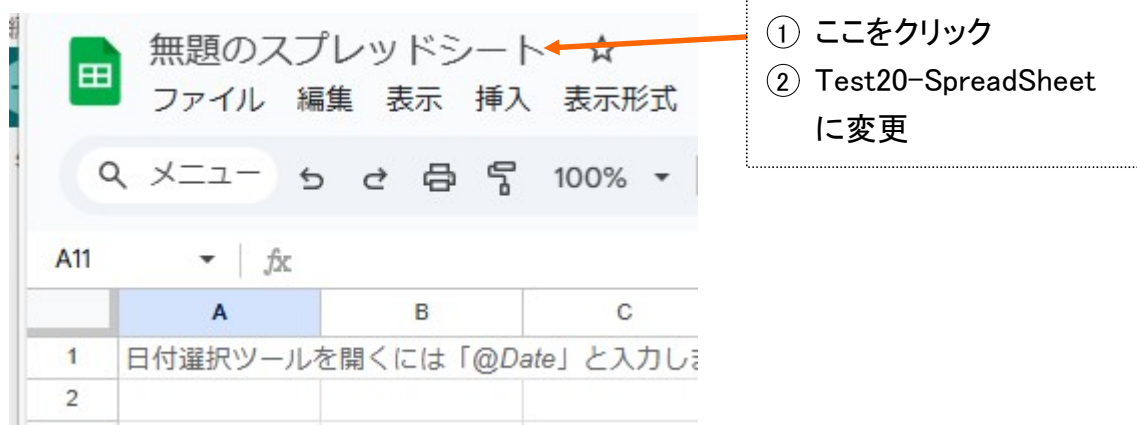 無題のスプレッドシート
ファイル 編集 表示 挿入 表示形式
メニュー 100%
A11 fx
A B C
1 日付選択ツールを開くには「@Date」と入力しま
2
① ここをクリック
② Test20-SpreadSheet
に変更